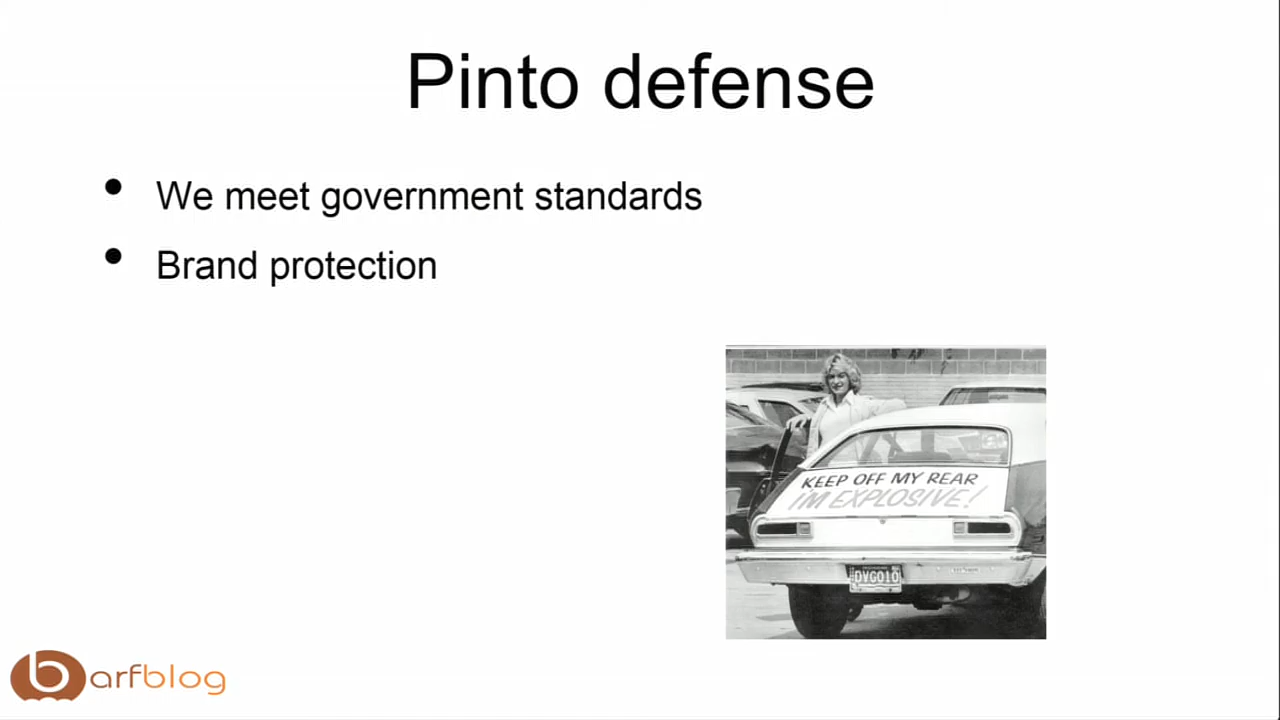 Pinto defense
• We meet government standards
• Brand protection
KEEP OFF MY REAR
I'M EXPLOSIVE!
DVG010
barfblog